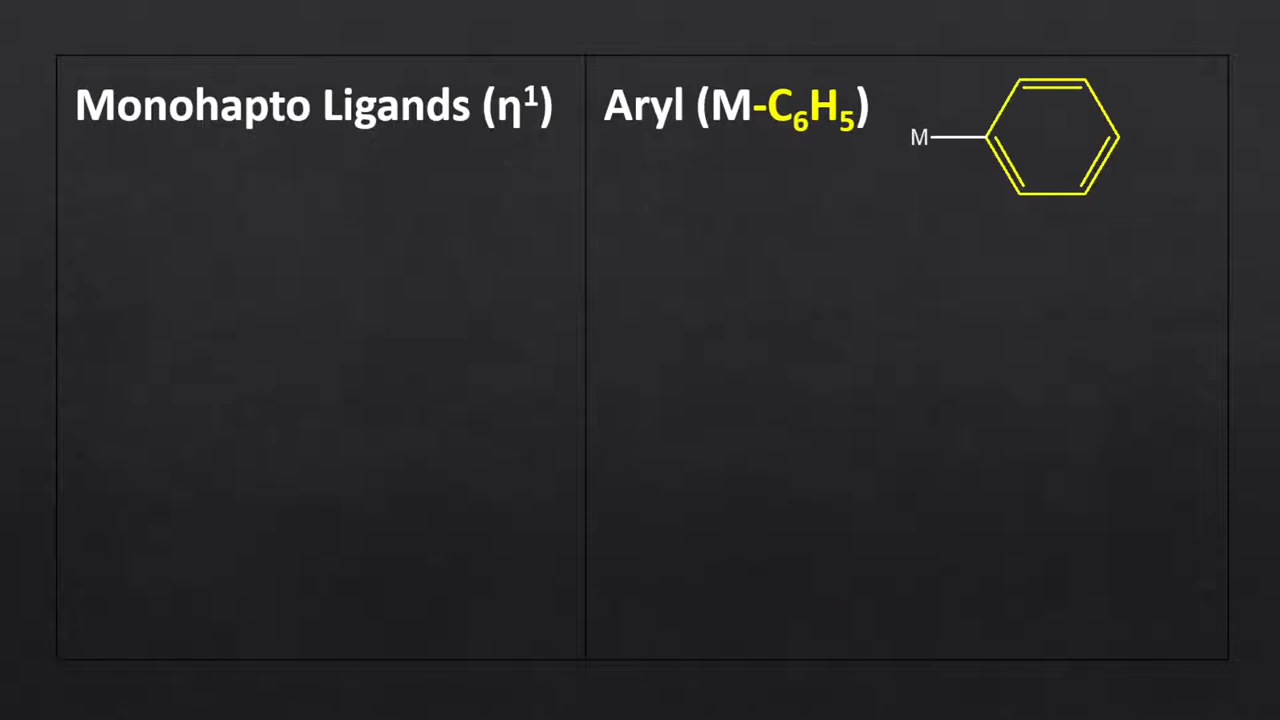 Monohapto Ligands (η¹)
Aryl (M-C₆H₅)
M